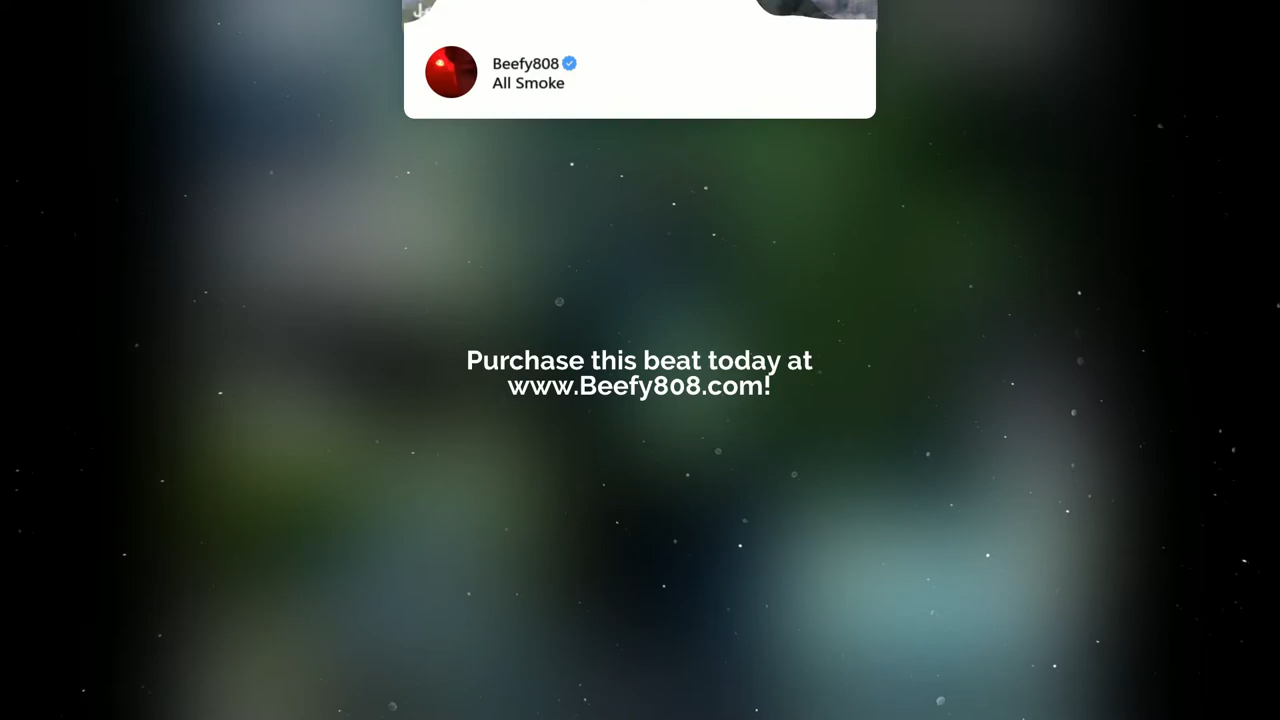 Beefy808
All Smoke
Purchase this beat today at
www.Beefy808.com!